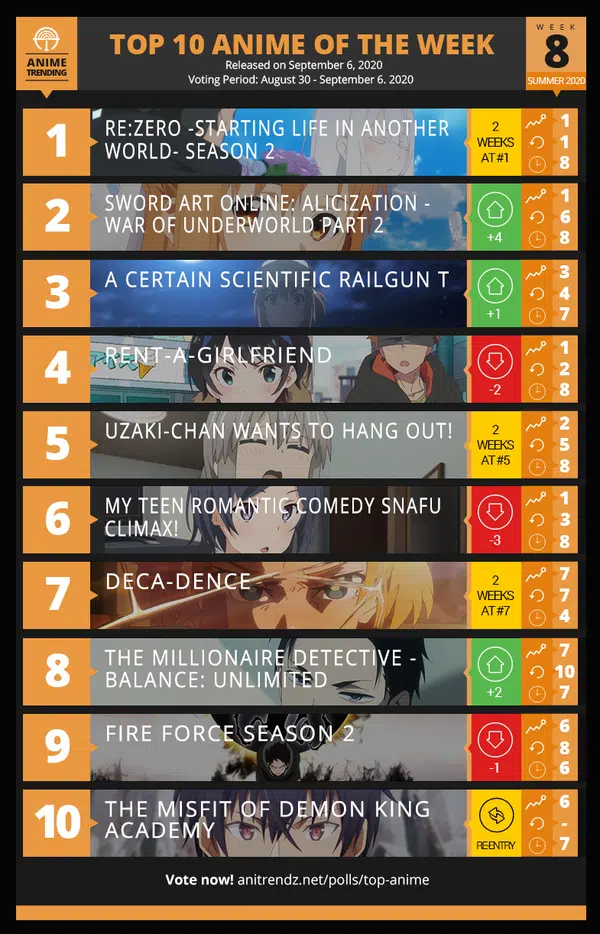 ANIME
TRENDING
TOP 10 ANIME OF THE WEEK
Released on September 6, 2020
Voting Period: August 30 - September 6. 2020
WEEK
8
SUMMER 2020
1
RE:ZERO -STARTING LIFE IN ANOTHER
WORLD- SEASON 2
2
WEEKS
AT #1
1
1
8
2
SWORD ART ONLINE: ALICIZATION -
WAR OF UNDERWORLD PART 2
+4
1
6
8
3
A CERTAIN SCIENTIFIC RAILGUN T
+1
3
4
7
4
RENT-A-GIRLFRIEND
-2
1
2
8
5
UZAKI-CHAN WANTS TO HANG OUT!
2
WEEKS
AT #5
2
5
8
6
MY TEEN ROMANTIC COMEDY SNAFU
CLIMAX!
-3
1
3
8
7
DECA-DENCE
2
WEEKS
AT #7
7
7
4
8
THE MILLIONAIRE DETECTIVE -
BALANCE: UNLIMITED
+2
7
10
7
9
FIRE FORCE SEASON 2
-1
6
8
6
10
THE MISFIT OF DEMON KING
ACADEMY
RE-ENTRY
6
-
7
Vote now! anitrendz.net/polls/top-anime